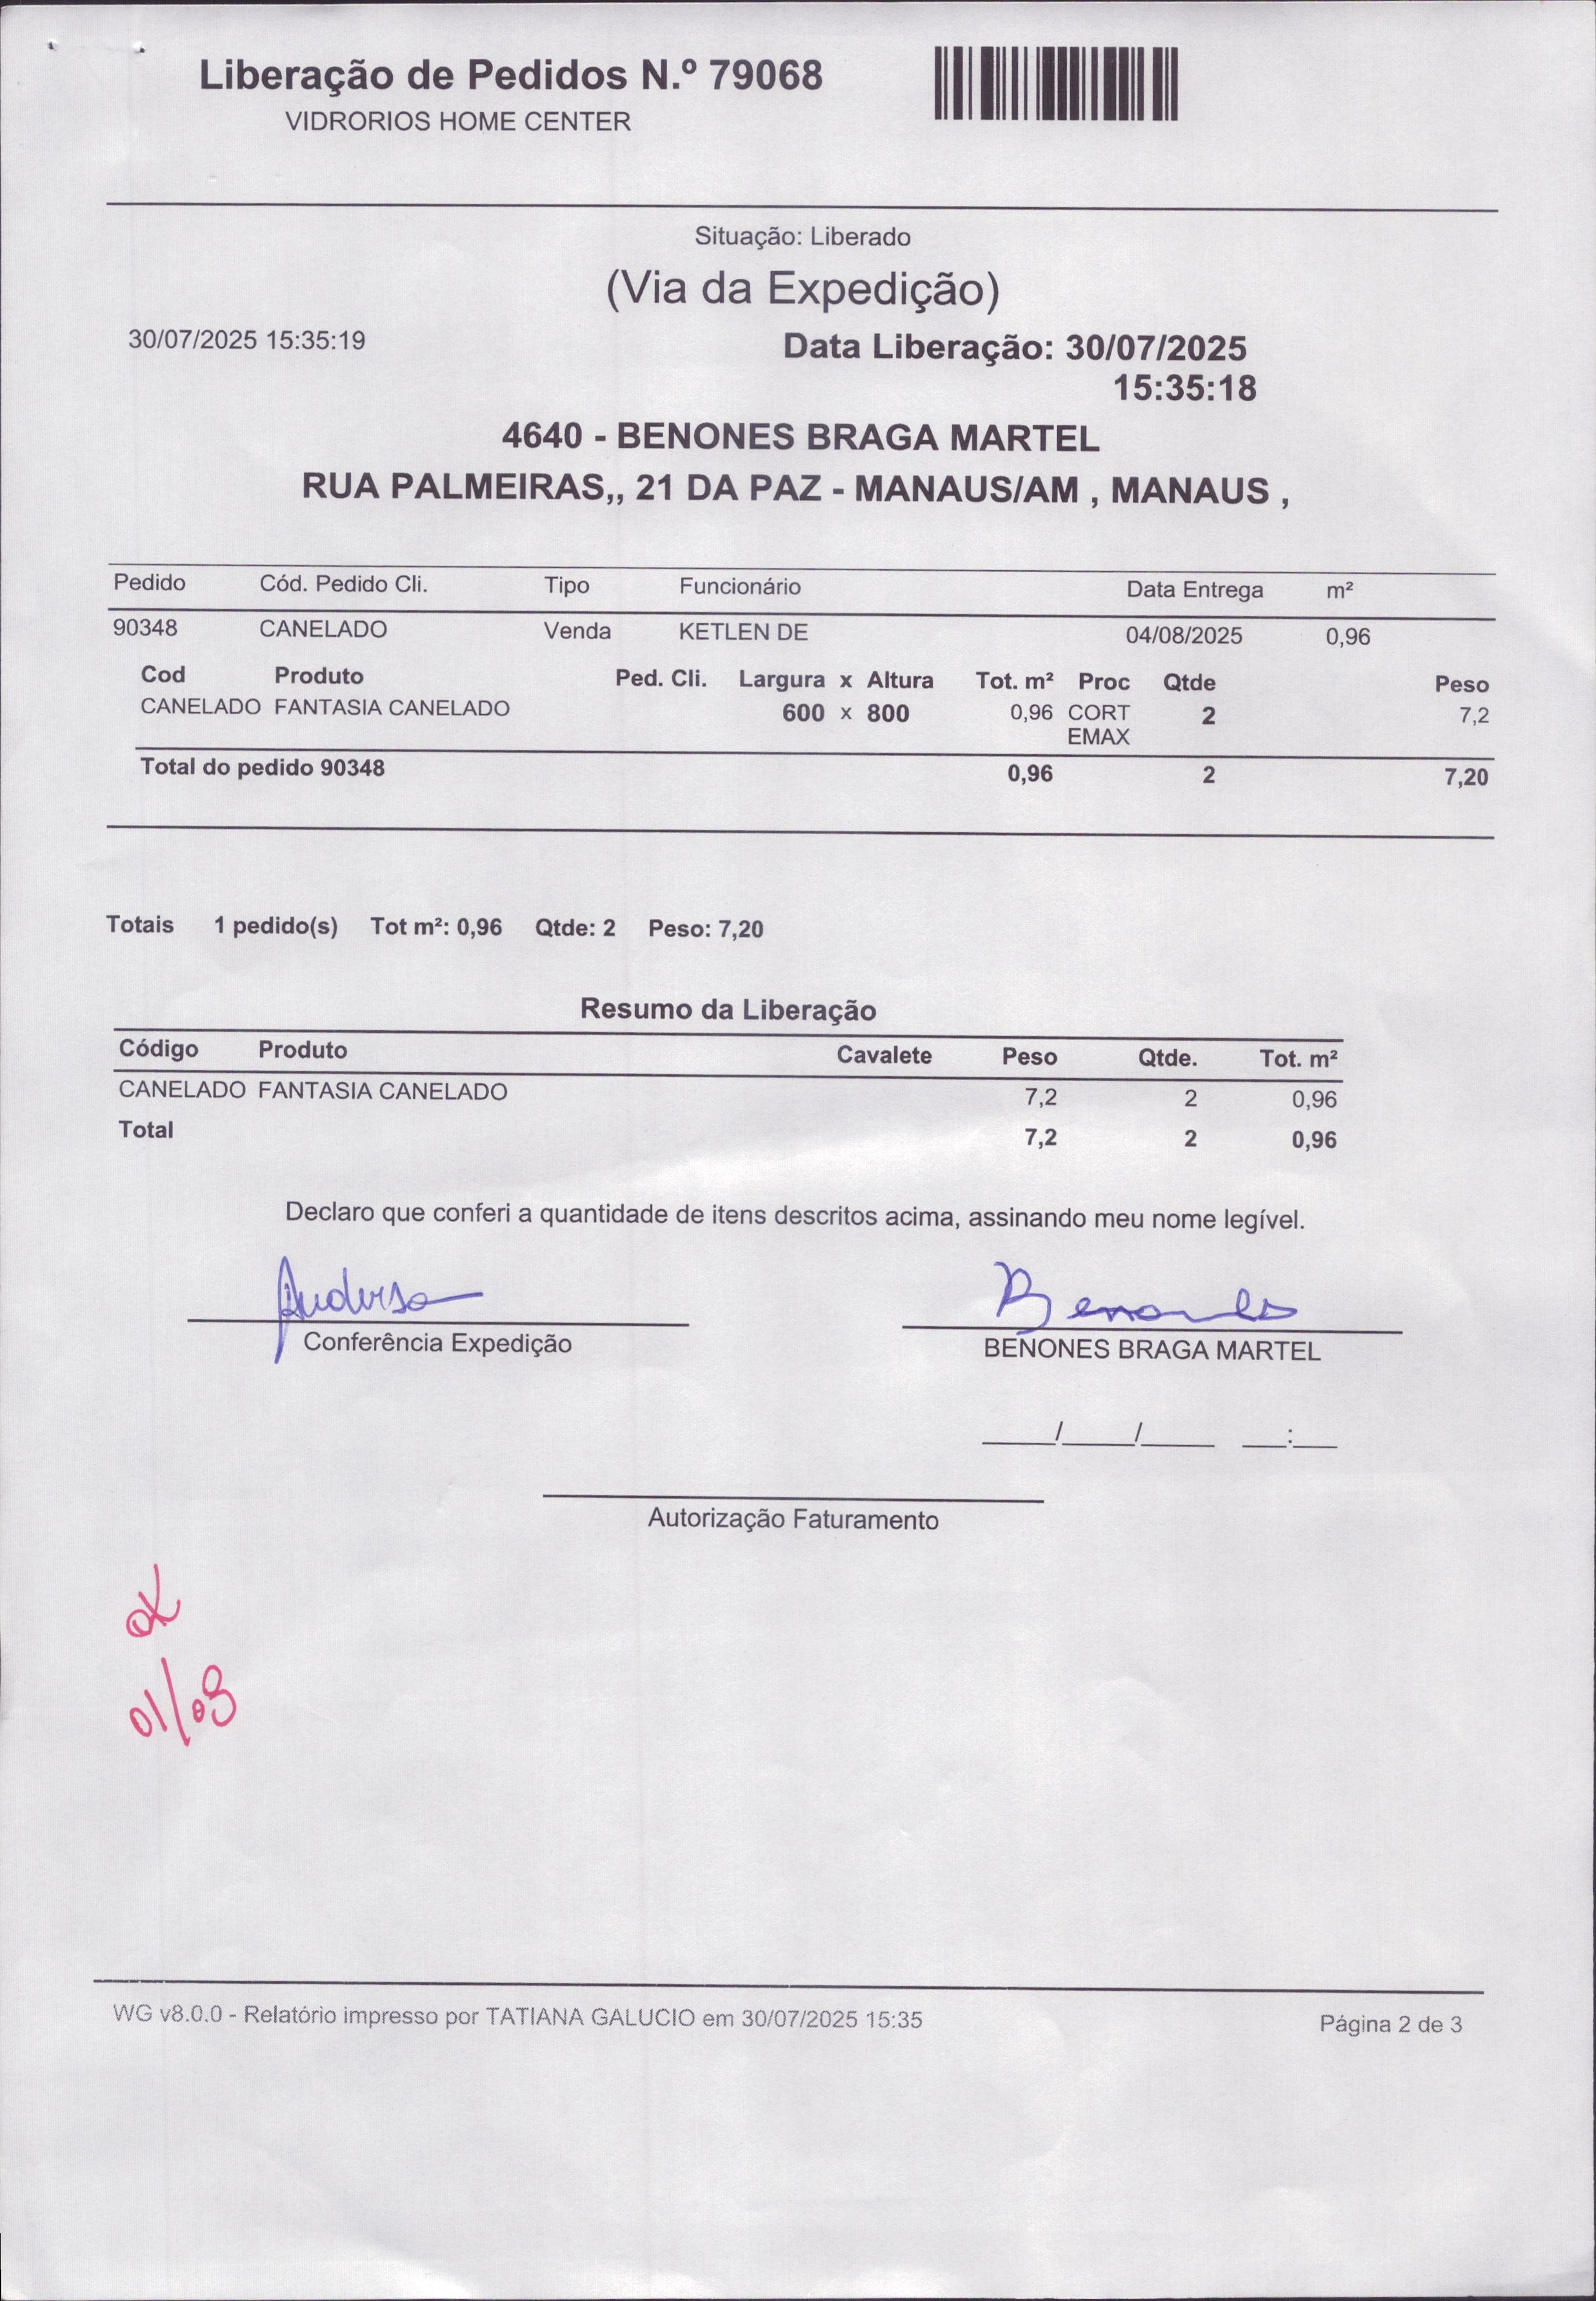 Liberação de Pedidos N.º 79068
VIDRORIOS HOME CENTER
Situação: Liberado
(Via da Expedição)
30/07/2025 15:35:19
Data Liberação: 30/07/2025
15:35:18
4640 - BENONES BRAGA MARTEL
RUA PALMEIRAS,, 21 DA PAZ - MANAUS/AM , MANAUS ,
Pedido Cód. Pedido Cli. Tipo Funcionário Data Entrega m²
90348 CANELADO Venda KETLEN DE 04/08/2025 0,96
Cod Produto Ped. Cli. Largura x Altura Tot. m² Proc Qtde Peso
CANELADO FANTASIA CANELADO 600 x 800 0,96 CORT 2 7,2
EMAX
Total do pedido 90348 0,96 2 7,20
Totais 1 pedido(s) Tot m²: 0,96 Qtde: 2 Peso: 7,20
Resumo da Liberação
Código Produto Cavalete Peso Qtde. Tot. m²
CANELADO FANTASIA CANELADO 7,2 2 0,96
Total 7,2 2 0,96
Declaro que conferi a quantidade de itens descritos acima, assinando meu nome legível.
Anderson Benones
Conferência Expedição BENONES BRAGA MARTEL
____/____/____ __:__
Autorização Faturamento
OK
01/08
WG v8.0.0 - Relatório impresso por TATIANA GALUCIO em 30/07/2025 15:35
Página 2 de 3